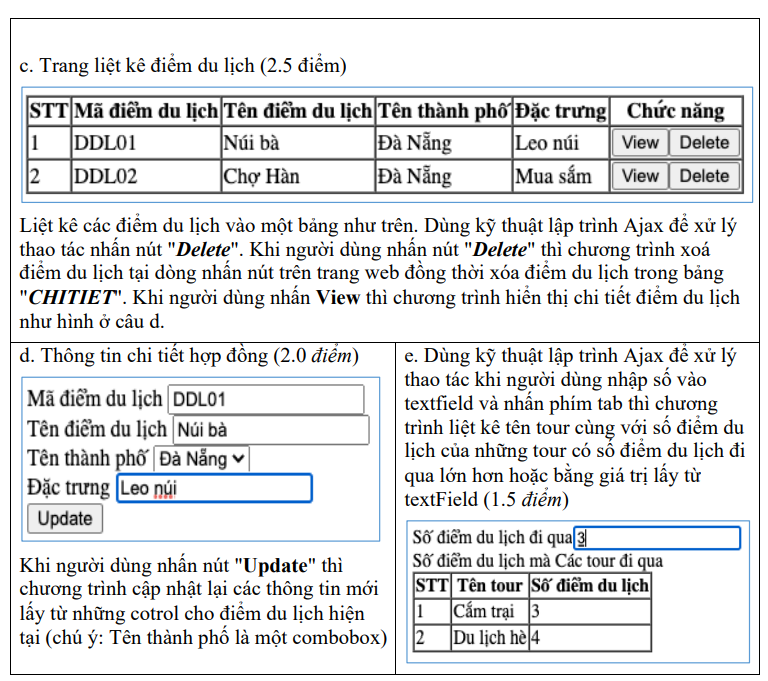 c. Trang liệt kê điểm du lịch (2.5 điểm)
STT Mã điểm du lịch Tên điểm du lịch Tên thành phố Đặc trưng Chức năng
1 DDL01 Núi bà Đà Nẵng Leo núi View Delete
2 DDL02 Chợ Hàn Đà Nẵng Mua sắm View Delete
Liệt kê các điểm du lịch vào một bảng như trên. Dùng kỹ thuật lập trình Ajax để xử lý
thao tác nhấn nút "Delete". Khi người dùng nhấn nút "Delete" thì chương trình xoá
điểm du lịch tại dòng nhấn nút trên trang web đồng thời xóa điểm du lịch trong bảng
"CHITIET". Khi người dùng nhấn View thì chương trình hiển thị chi tiết điểm du lịch
như hình ở câu d.
d. Thông tin chi tiết hợp đồng (2.0 điểm)
Mã điểm du lịch DDL01
Tên điểm du lịch Núi bà
Tên thành phố Đà Nẵng
Đặc trưng Leo núi
Update
Khi người dùng nhấn nút "Update" thì
chương trình cập nhật lại các thông tin mới
lấy từ những cotrol cho điểm du lịch hiện
tại (chú ý: Tên thành phố là một combobox)
e. Dùng kỹ thuật lập trình Ajax để xử lý
thao tác khi người dùng nhập số vào
textfield và nhấn phím tab thì chương
trình liệt kê tên tour cùng với số điểm du
lịch của những tour có số điểm du lịch đi
qua lớn hơn hoặc bằng giá trị lấy từ
textField (1.5 điểm)
Số điểm du lịch đi qua 3
Số điểm du lịch mà Các tour đi qua
STT Tên tour Số điểm du lịch
1 Cắm trại 3
2 Du lịch hè 4